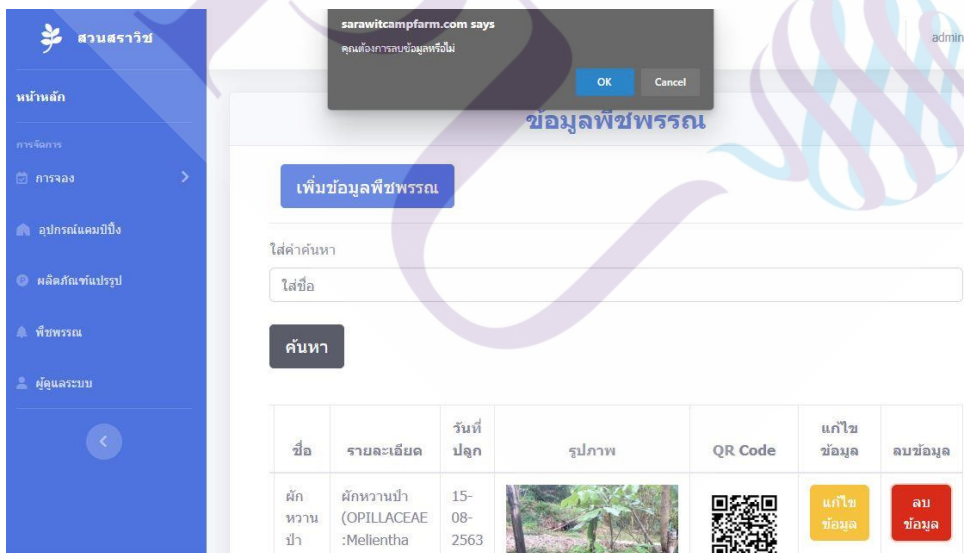 สวนสราวิช
sarawitcampfarm.com says
คุณต้องการลบข้อมูลหรือไม่
OK
Cancel
admin
หน้าหลัก
การจัดการ
การจอง
อุปกรณ์แคมป์ปิ้ง
ผลิตภัณฑ์แปรรูป
พืชพรรณ
ผู้ดูแลระบบ
ข้อมูลพืชพรรณ
เพิ่มข้อมูลพืชพรรณ
ใส่คำค้นหา
ใส่ชื่อ
ค้นหา
ชื่อ
รายละเอียด
วันที่
ปลูก
รูปภาพ
QR Code
แก้ไข
ข้อมูล
ลบข้อมูล
ผัก
หวาน
ป่า
ผักหวานป่า
(OPILLACEAE
:Melientha
15-
08-
2563
แก้ไข
ข้อมูล
ลบ
ข้อมูล